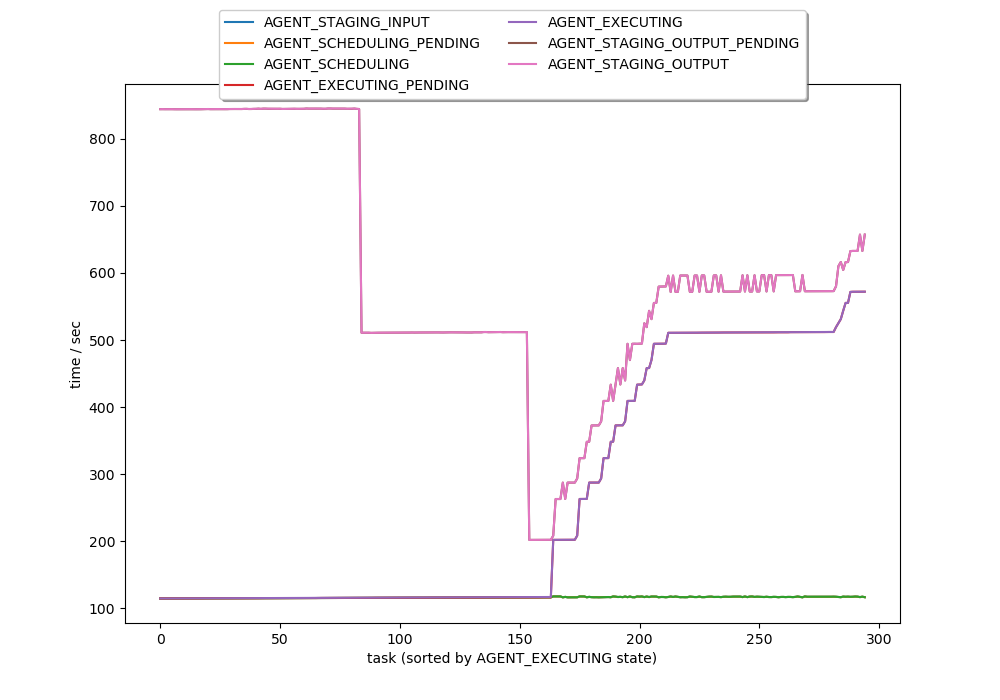 AGENT_STAGING_INPUT
AGENT_SCHEDULING_PENDING
AGENT_SCHEDULING
AGENT_EXECUTING_PENDING
AGENT_EXECUTING
AGENT_STAGING_OUTPUT_PENDING
AGENT_STAGING_OUTPUT
time / sec
800
700
600
500
400
300
200
100
0 50 100 150 200 250 300
task (sorted by AGENT_EXECUTING state)